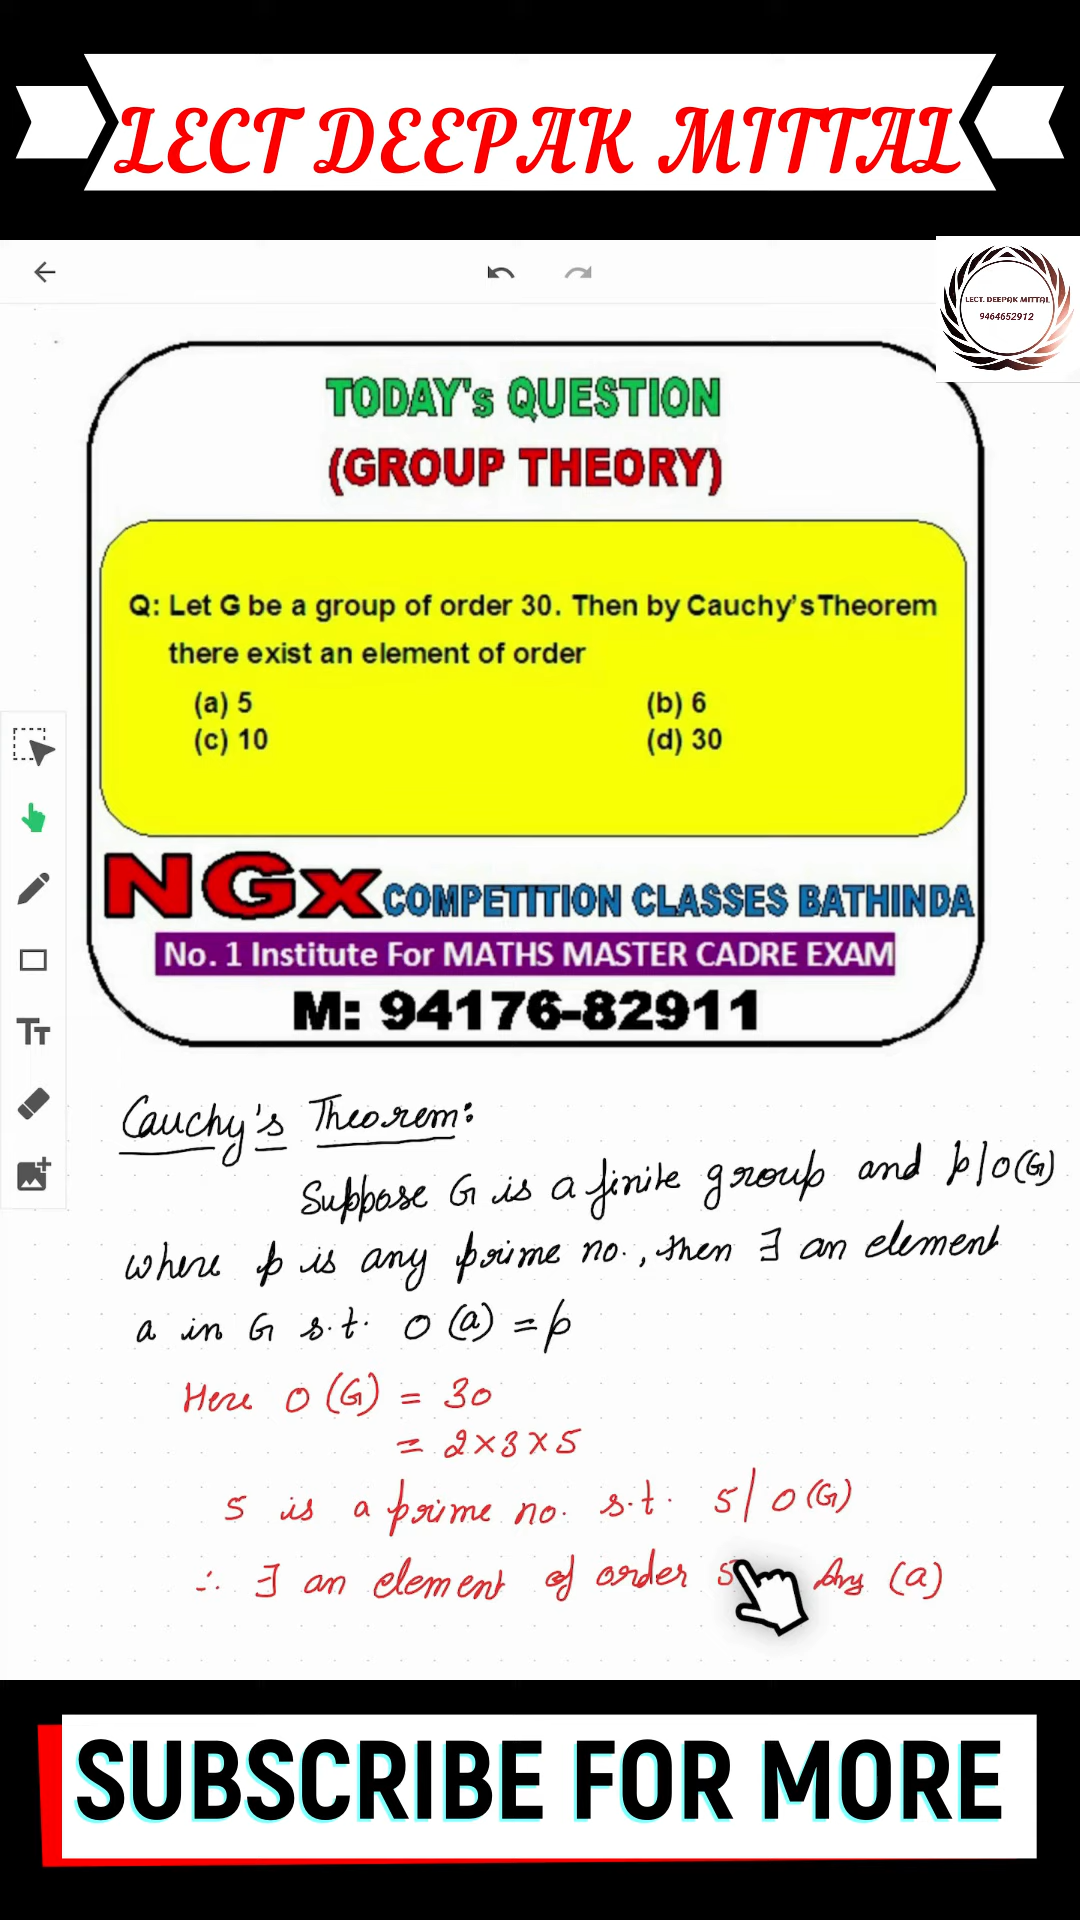 LECT DEEPAK MITTAL
LECT. DEEPAK MITTAL
9464652912
TODAY's QUESTION
(GROUP THEORY)
Q: Let G be a group of order 30. Then by Cauchy's Theorem
there exist an element of order
(a) 5 (b) 6
(c) 10 (d) 30
NGx COMPETITION CLASSES BATHINDA
No. 1 Institute For MATHS MASTER CADRE EXAM
M: 94176-82911
TT
Cauchy's Theorem:
Suppose G is a finite group and p|O(G)
where p is any prime no., then ∃ an element
a in G s.t. O(a) = p
Here O(G) = 30
= 2×3×5
5 is a prime no. s.t. 5|O(G)
∴ ∃ an element of order 5 Ans (a)
SUBSCRIBE FOR MORE